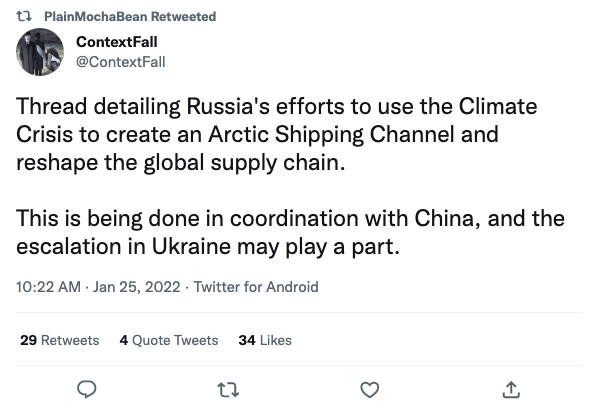 PlainMochaBean Retweeted
ContextFall
@ContextFall
Thread detailing Russia's efforts to use the Climate
Crisis to create an Arctic Shipping Channel and
reshape the global supply chain.
This is being done in coordination with China, and the
escalation in Ukraine may play a part.
10:22 AM · Jan 25, 2022 · Twitter for Android
29 Retweets 4 Quote Tweets 34 Likes